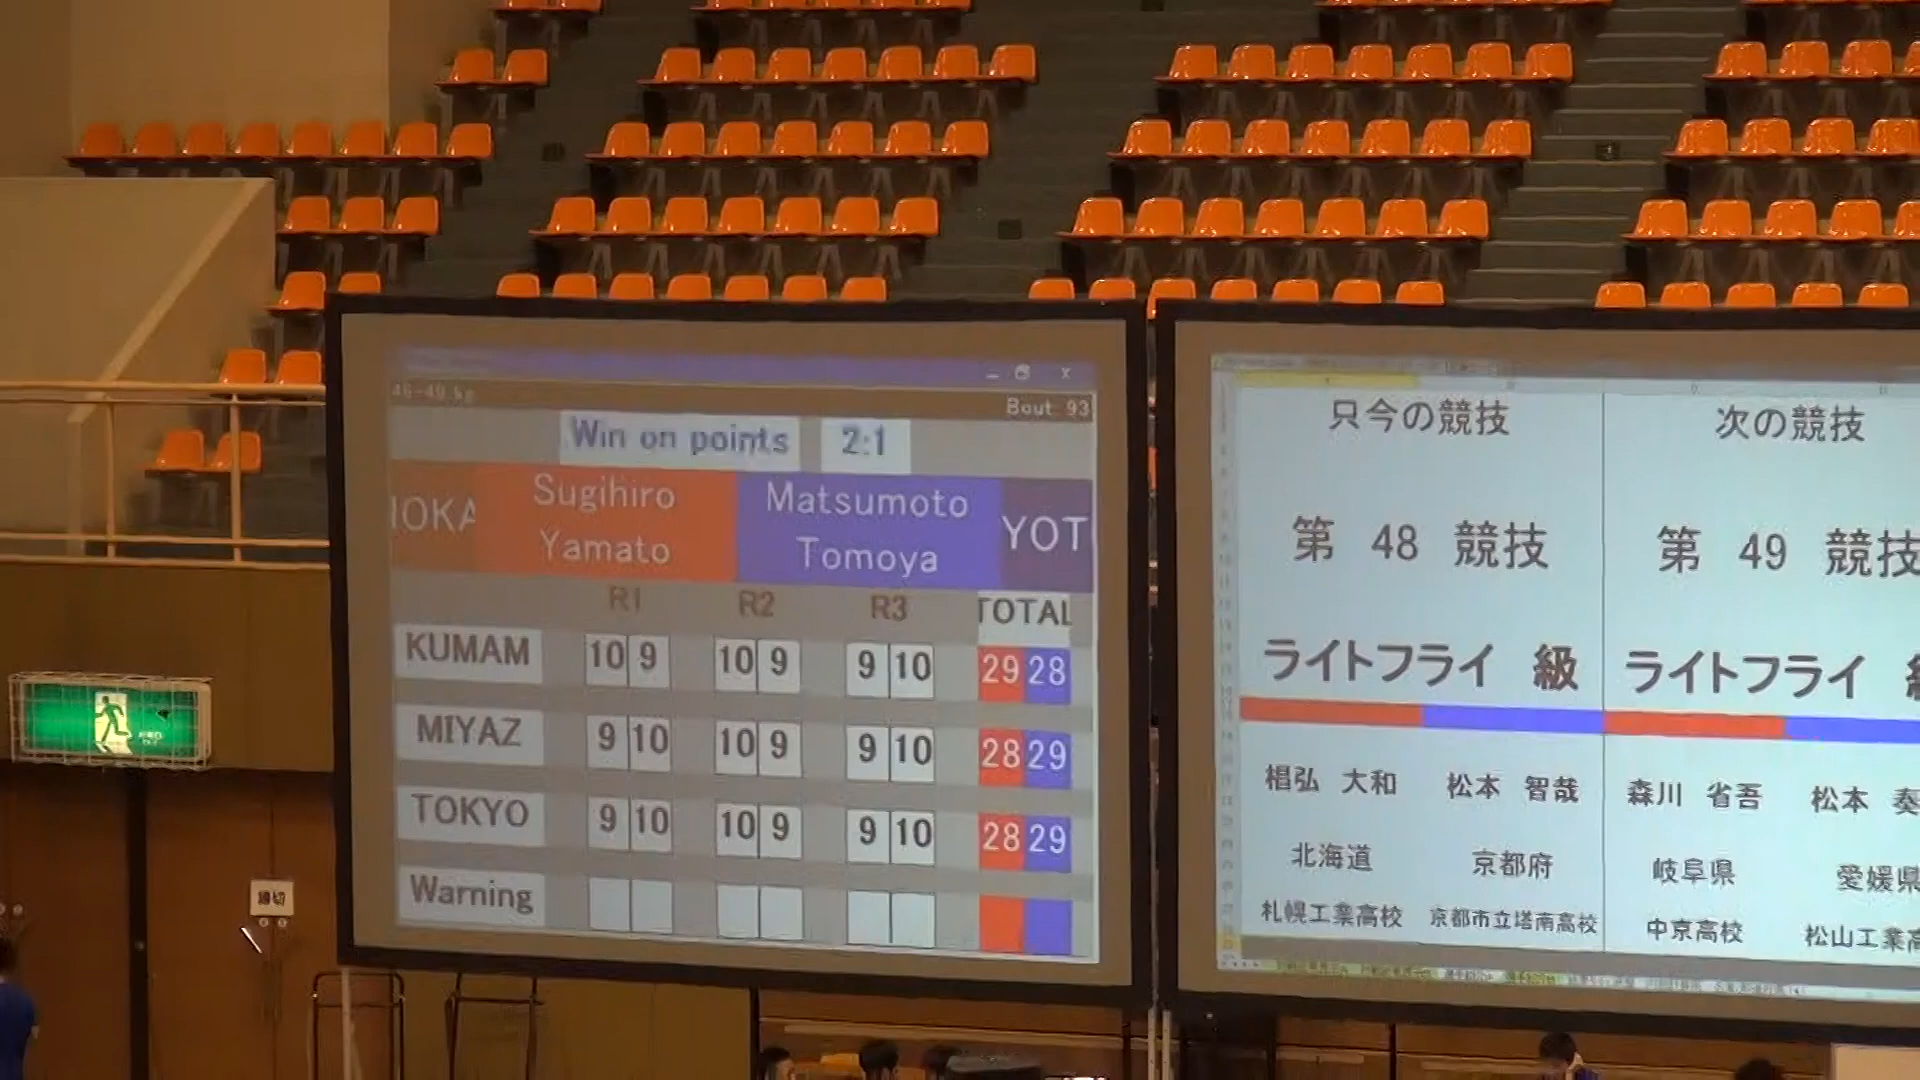 46-49 kg
Bout 93
Win on points 2:1
IOKA Sugihiro Yamato Matsumoto Tomoya YOT
R1 R2 R3 TOTAL
KUMAM 10 9 10 9 9 10 29 28
MIYAZ 9 10 10 9 9 10 28 29
TOKYO 9 10 10 9 9 10 28 29
Warning
只今の競技 次の競技
第 48 競技 第 49 競技
ライトフライ 級 ライトフライ 級
椙弘 大和 松本 智哉 森川 省吾 松本
北海道 京都府 岐阜県 愛媛県
札幌工業高校 京都市立塔南高校 中京高校 松山工業高
締切